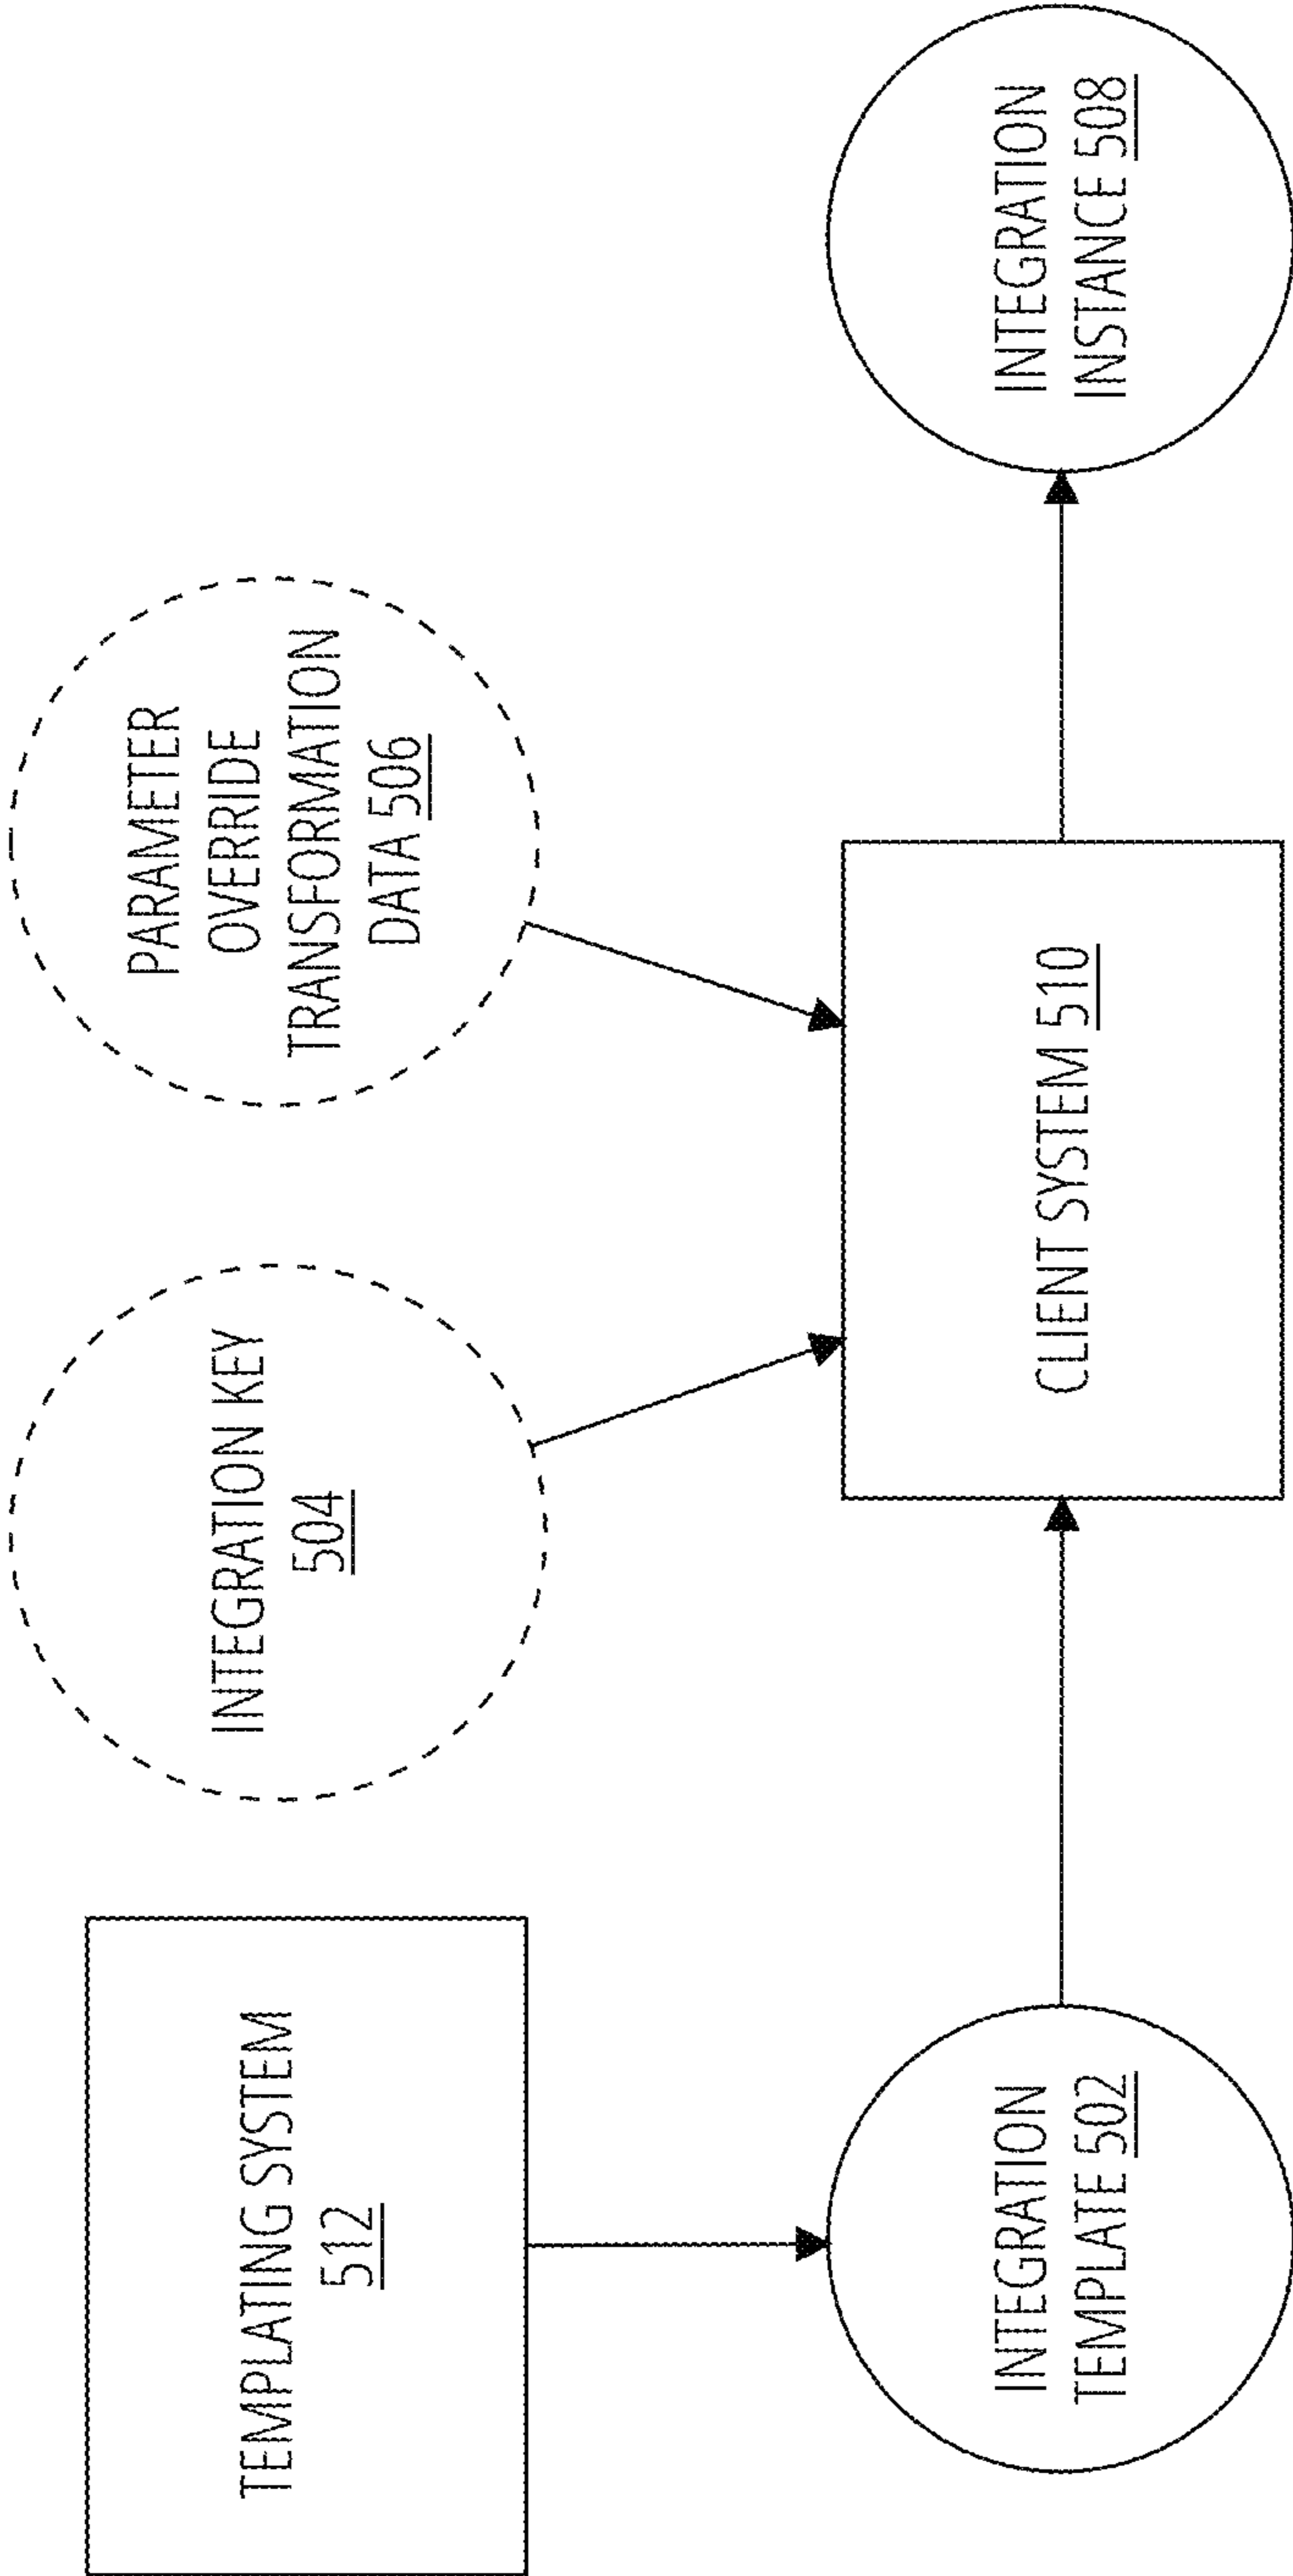 TEMPLATING SYSTEM
512
INTEGRATION KEY
504
PARAMETER
OVERRIDE
TRANSFORMATION
DATA 506
INTEGRATION
TEMPLATE 502
CLIENT SYSTEM 510
INTEGRATION
INSTANCE 508